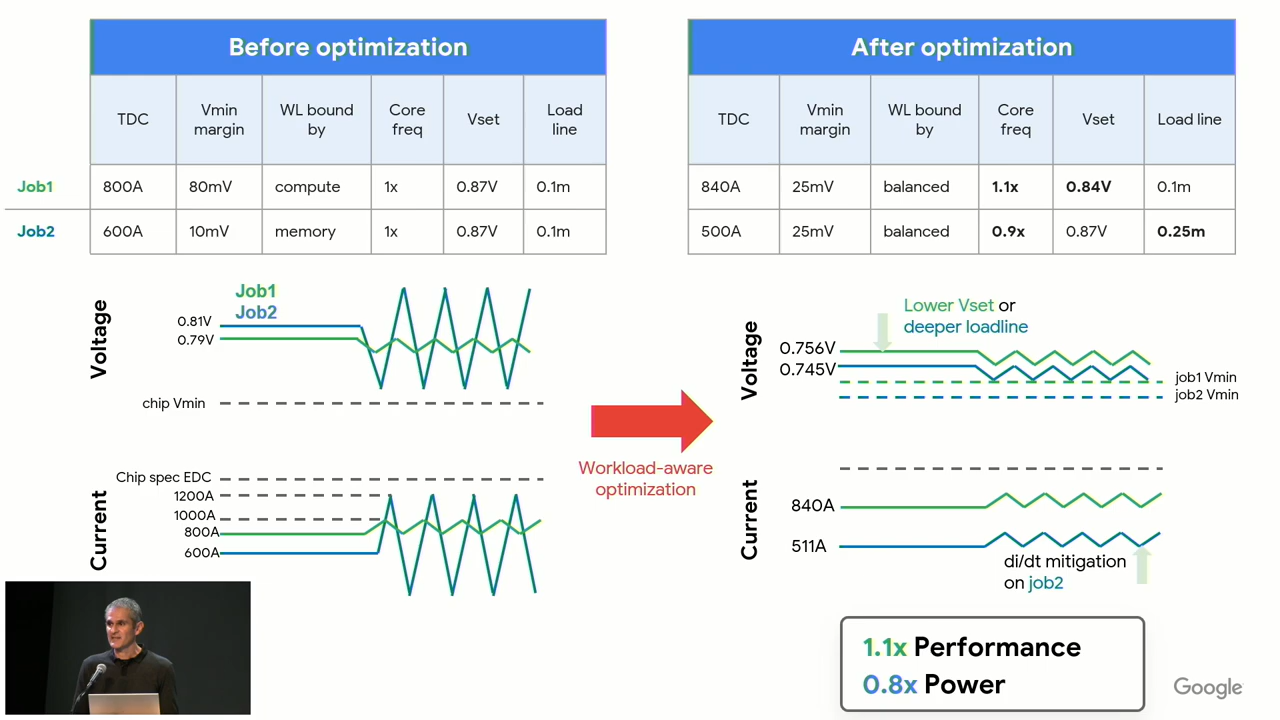 Before optimization
TDC
Vmin margin
WL bound by
Core freq
Vset
Load line
Job1
800A
80mV
compute
1x
0.87V
0.1m
Job2
600A
10mV
memory
1x
0.87V
0.1m
After optimization
TDC
Vmin margin
WL bound by
Core freq
Vset
Load line
840A
25mV
balanced
1.1x
0.84V
0.1m
500A
25mV
balanced
0.9x
0.87V
0.25m
Voltage
Job1
Job2
0.81V
0.79V
chip Vmin
Current
Chip spec EDC
1200A
1000A
800A
600A
Workload-aware
optimization
Voltage
Lower Vset or
deeper loadline
0.756V
0.745V
job1 Vmin
job2 Vmin
Current
840A
511A
di/dt mitigation
on job2
1.1x Performance
0.8x Power
Google